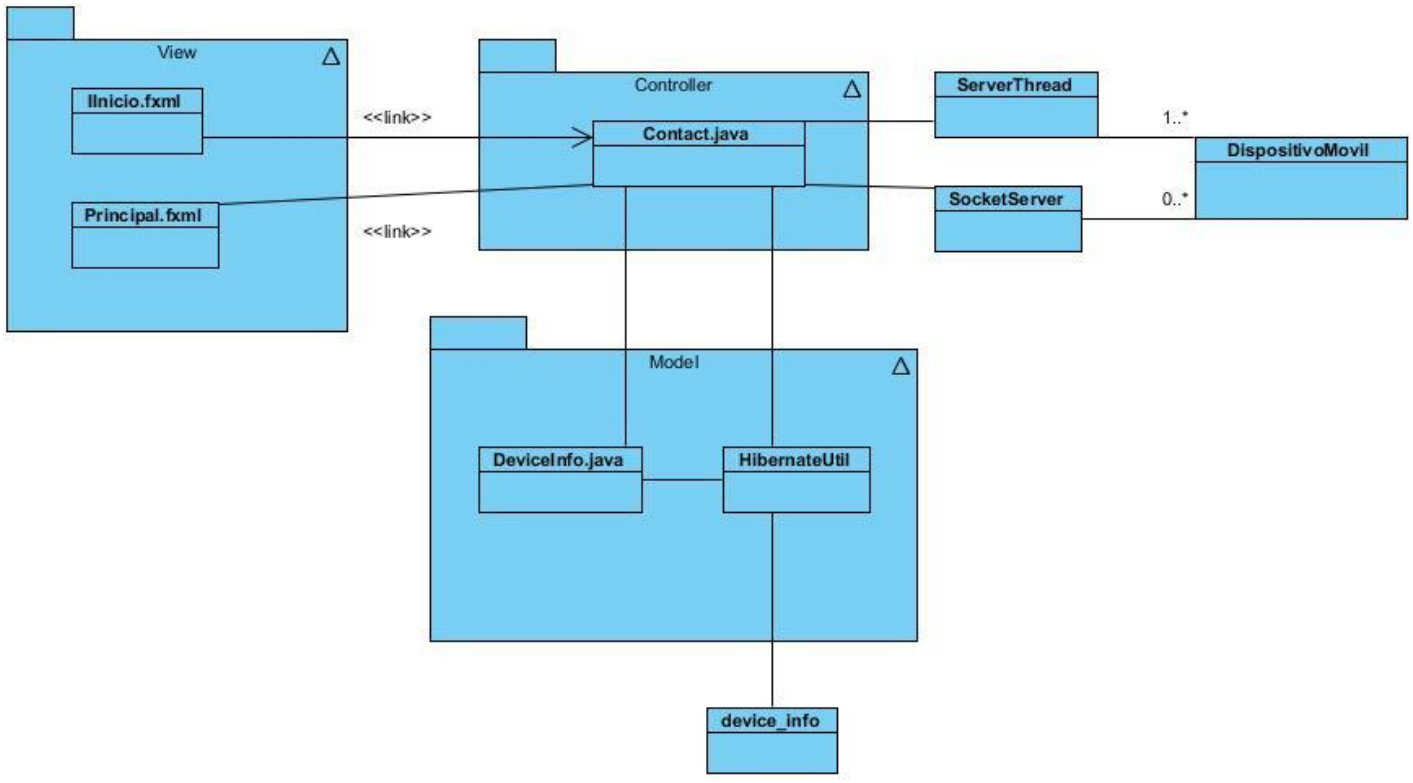 View
IInicio.fxml
Principal.fxml
<<link>>
<<link>>
Controller
Contact.java
ServerThread
SocketServer
1..*
0..*
DispositivoMovil
Model
DeviceInfo.java
HibernateUtil
device_info